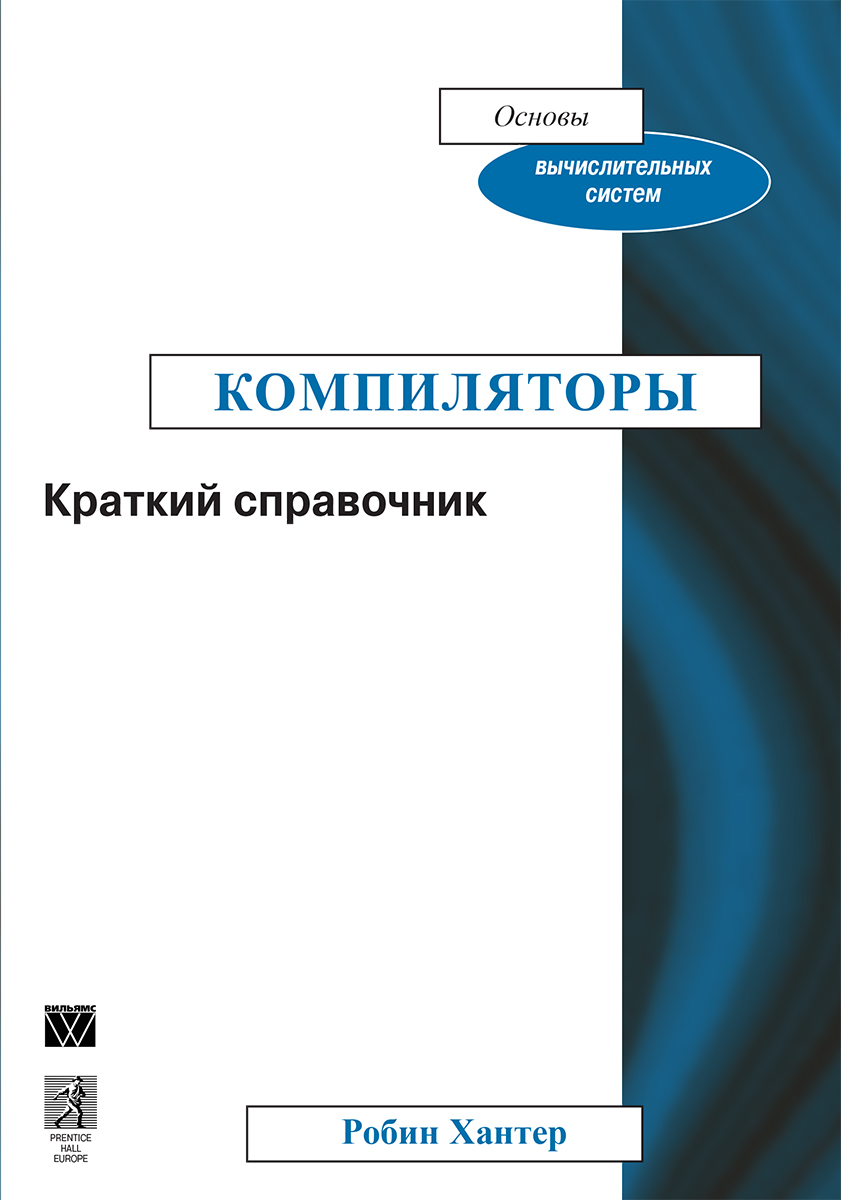 Основы
вычислительных
систем
КОМПИЛЯТОРЫ
Краткий справочник
ВИЛЬЯМС
PRENTICE
HALL
EUROPE
Робин Хантер